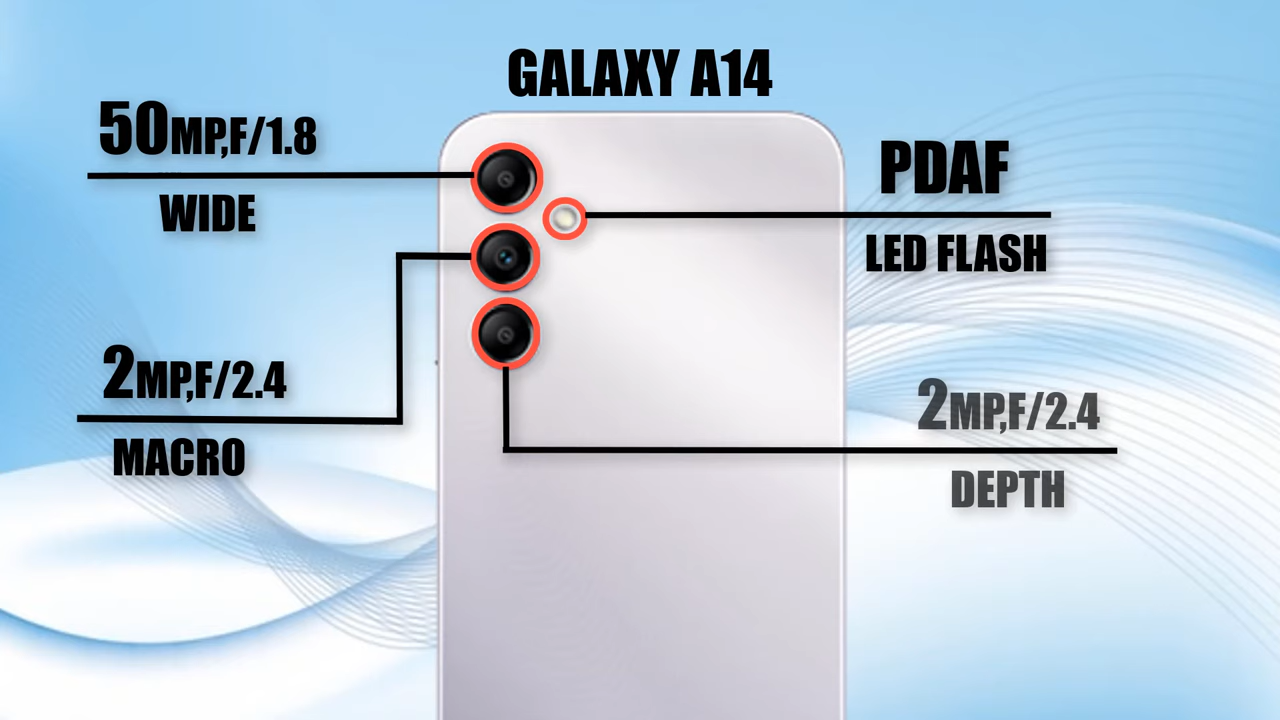 GALAXY A14
50MP,F/1.8
WIDE
PDAF
LED FLASH
2MP,F/2.4
MACRO
2MP,F/2.4
DEPTH